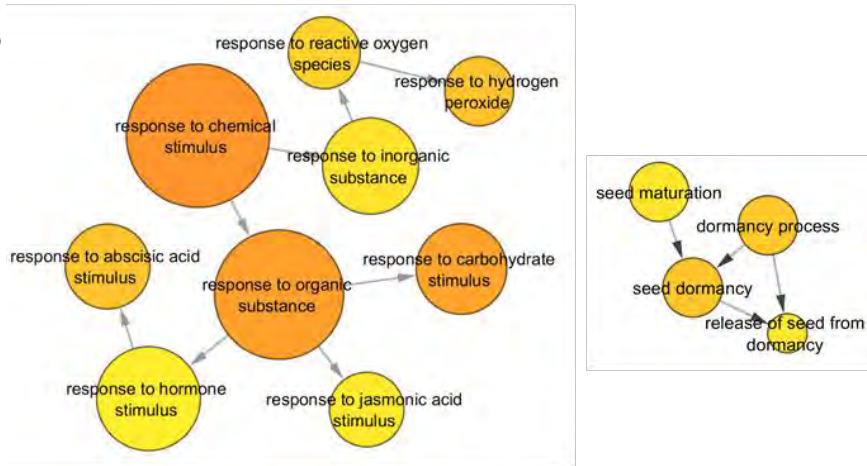 response to reactive oxygen
species
response to hydrogen
peroxide
response to chemical
stimulus
response to inorganic
substance
response to abscisic acid
stimulus
response to organic
substance
response to carbohydrate
stimulus
response to hormone
stimulus
response to jasmonic acid
stimulus
seed maturation
dormancy process
seed dormancy
release of seed from
dormancy